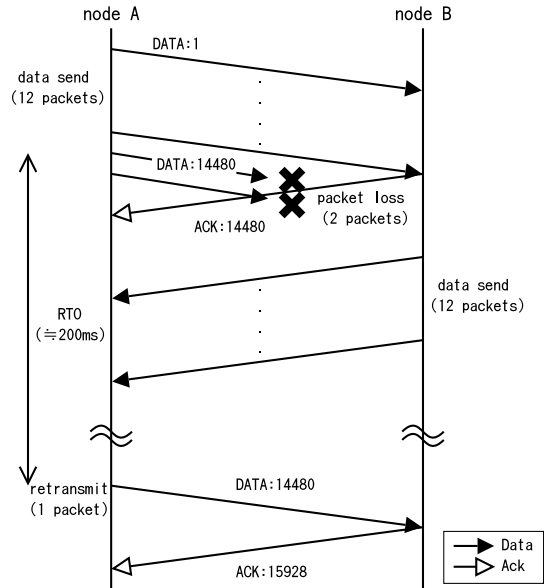 node A
node B
DATA:1
data send
(12 packets)
DATA:14480
packet loss
(2 packets)
ACK:14480
data send
(12 packets)
RTO
(≒200ms)
retransmit
(1 packet)
DATA:14480
ACK:15928
Data
Ack